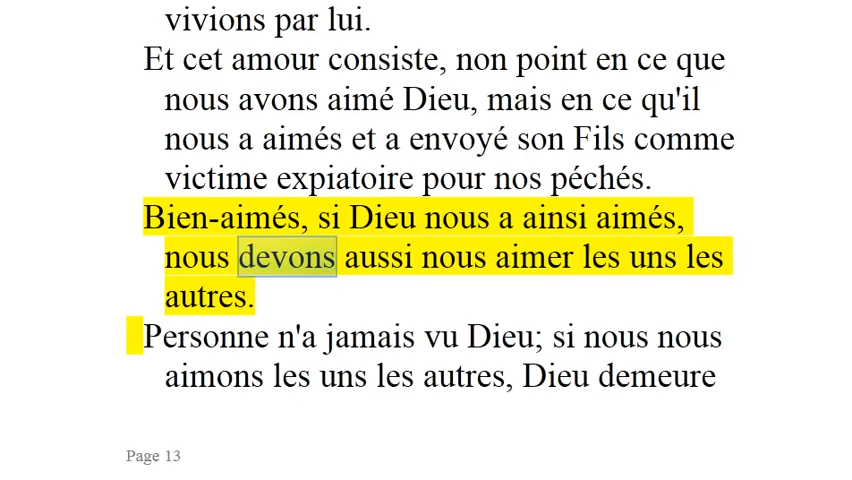 vivions par lui.
Et cet amour consiste, non point en ce que
nous avons aimé Dieu, mais en ce qu'il
nous a aimés et a envoyé son Fils comme
victime expiatoire pour nos péchés.
Bien-aimés, si Dieu nous a ainsi aimés,
nous devons aussi nous aimer les uns les
autres.
Personne n'a jamais vu Dieu; si nous nous
aimons les uns les autres, Dieu demeure
Page 13